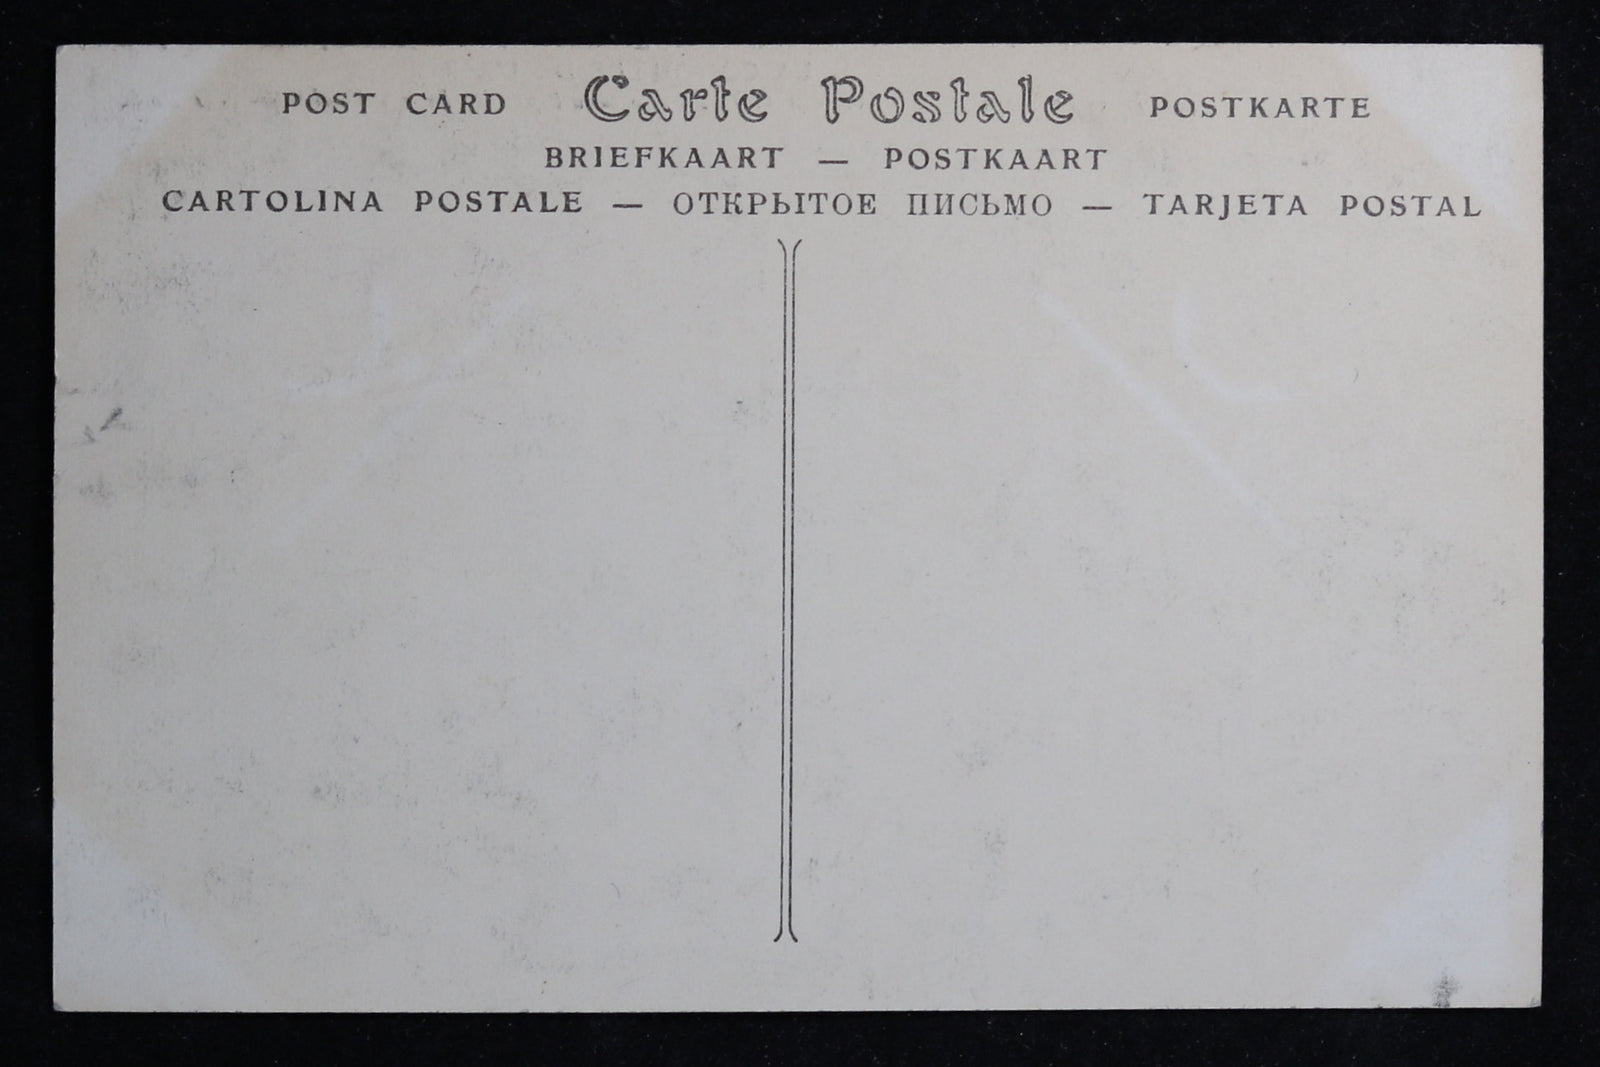 POST CARD Carte Postale POSTKARTE
BRIEFKAART — POSTKAART
CARTOLINA POSTALE — ОТКРЫТОЕ ПИСЬМО — TARJETA POSTAL